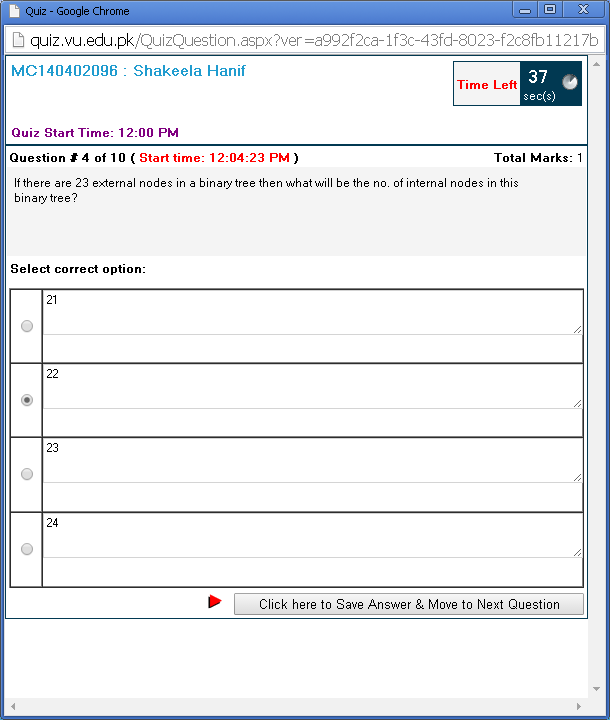 Quiz - Google Chrome
quiz.vu.edu.pk/QuizQuestion.aspx?ver=a992f2ca-1f3c-43fd-8023-f2c8fb11217b
MC140402096 : Shakeela Hanif
Time Left 37 sec(s)
Quiz Start Time: 12:00 PM
Question # 4 of 10 ( Start time: 12:04:23 PM ) Total Marks: 1
If there are 23 external nodes in a binary tree then what will be the no. of internal nodes in this
binary tree?
Select correct option:
21
22
23
24
Click here to Save Answer & Move to Next Question